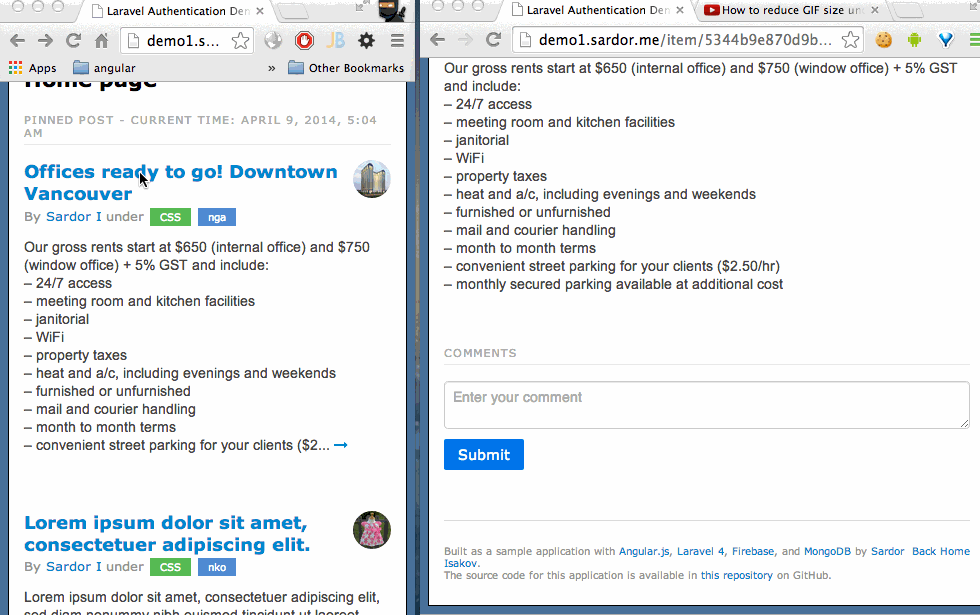 Laravel Authentication Den
demo1.s...
JB
Apps
angular
»
Other Bookmarks
Home page
PINNED POST - CURRENT TIME: APRIL 9, 2014, 5:04
AM
Offices ready to go! Downtown
Vancouver
By Sardor I under CSS nga
Our gross rents start at $650 (internal office) and $750
(window office) + 5% GST and include:
– 24/7 access
– meeting room and kitchen facilities
– janitorial
– WiFi
– property taxes
– heat and a/c, including evenings and weekends
– furnished or unfurnished
– mail and courier handling
– month to month terms
– convenient street parking for your clients ($2... →
Lorem ipsum dolor sit amet,
consectetuer adipiscing elit.
By Sardor I under CSS nko
Lorem ipsum dolor sit amet, consectetuer adipiscing elit,
sed diam nonummy nibh euismod tincidunt ut laoreet
Laravel Authentication Den
How to reduce GIF size un
demo1.sardor.me/item/5344b9e870d9b...
Our gross rents start at $650 (internal office) and $750 (window office) + 5% GST
and include:
– 24/7 access
– meeting room and kitchen facilities
– janitorial
– WiFi
– property taxes
– heat and a/c, including evenings and weekends
– furnished or unfurnished
– mail and courier handling
– month to month terms
– convenient street parking for your clients ($2.50/hr)
– monthly secured parking available at additional cost
COMMENTS
Enter your comment
Submit
Built as a sample application with Angular.js, Laravel 4, Firebase, and MongoDB by Sardor Back Home
Isakov.
The source code for this application is available in this repository on GitHub.